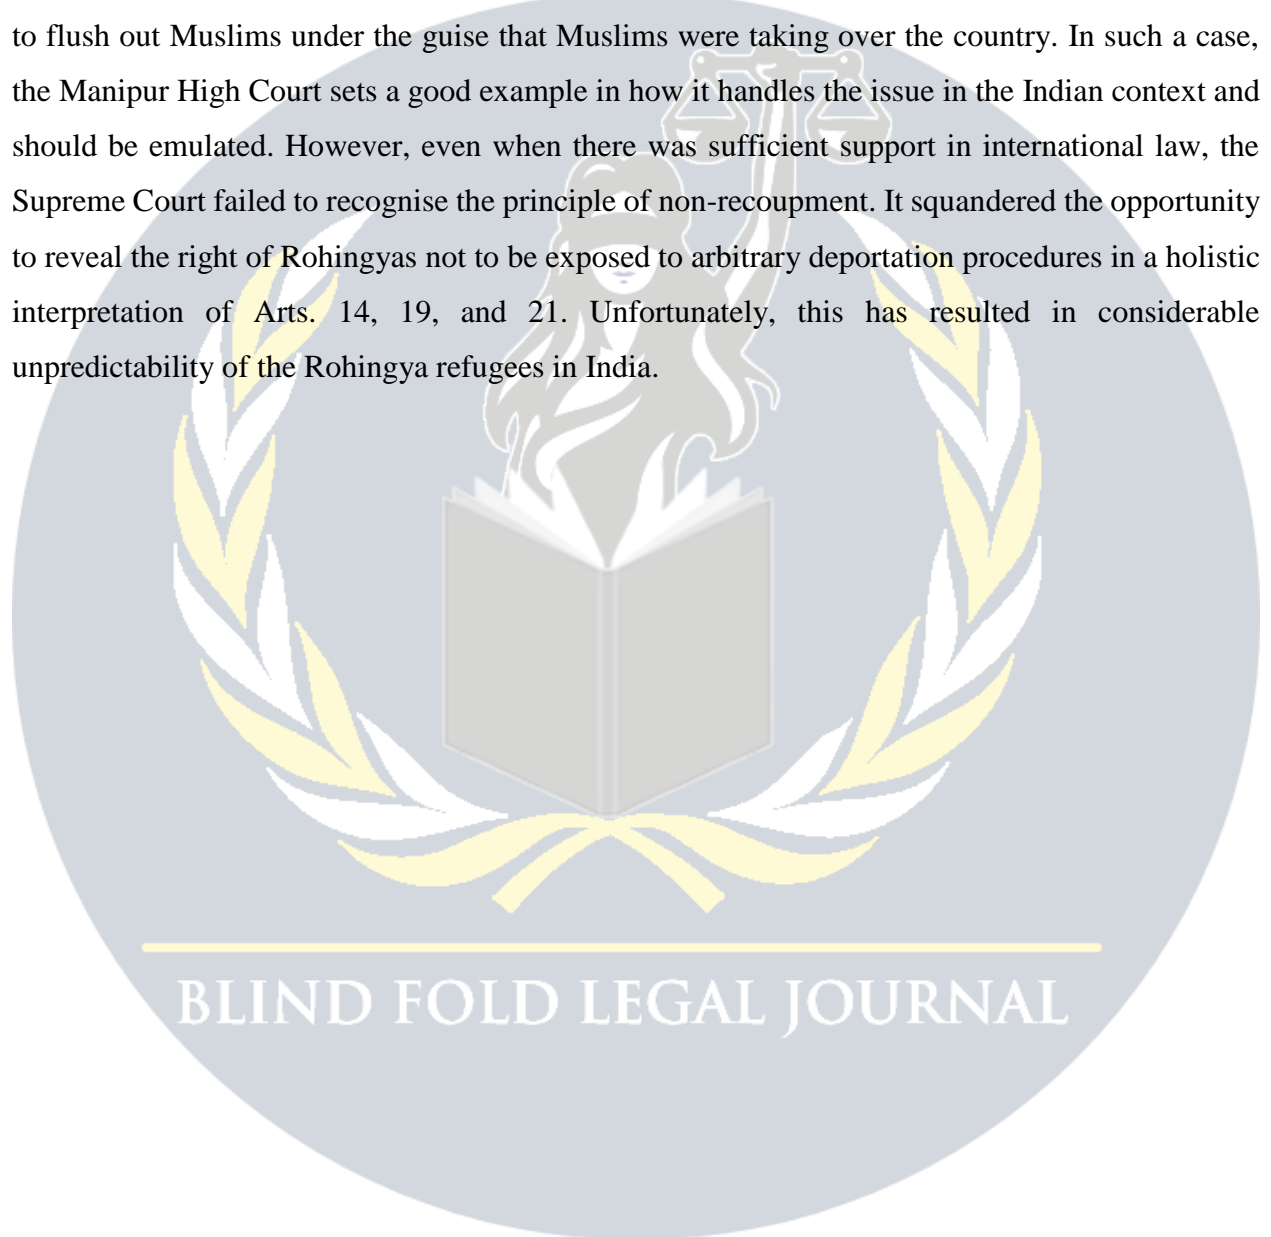 to flush out Muslims under the guise that Muslims were taking over the country. In such a case,
the Manipur High Court sets a good example in how it handles the issue in the Indian context and
should be emulated. However, even when there was sufficient support in international law, the
Supreme Court failed to recognise the principle of non-recoupment. It squandered the opportunity
to reveal the right of Rohingyas not to be exposed to arbitrary deportation procedures in a holistic
interpretation of Arts. 14, 19, and 21. Unfortunately, this has resulted in considerable
unpredictability of the Rohingya refugees in India.
BLIND FOLD LEGAL JOURNAL